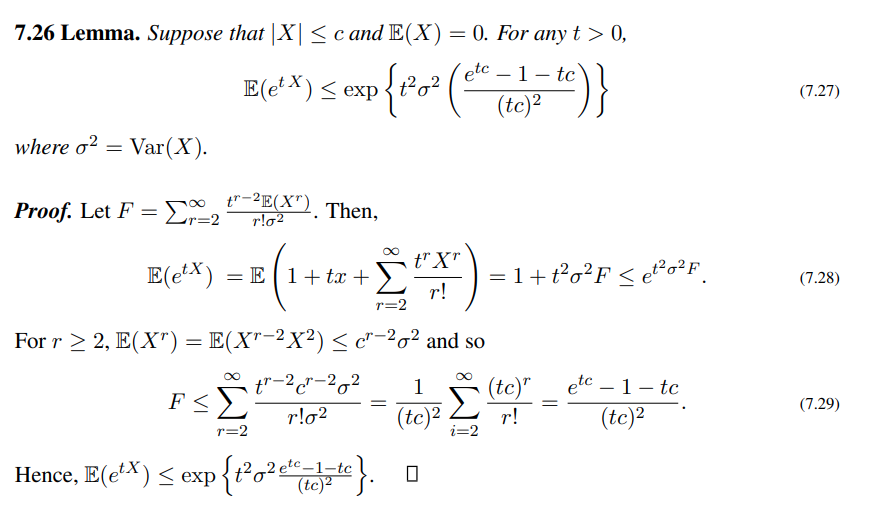 7.26 Lemma. Suppose that |X| ≤ c and 𝔼(X) = 0. For any t > 0,
𝔼(e^{tX}) ≤ exp { t²σ² ( (e^{tc} − 1 − tc) / (tc)² ) } (7.27)
where σ² = Var(X).
Proof. Let F = ∑_{r=2}^{∞} (t^{r−2}𝔼(X^r)) / (r!σ²). Then,
𝔼(e^{tX}) = 𝔼 ( 1 + tx + ∑_{r=2}^{∞} (t^r X^r) / r! ) = 1 + t²σ²F ≤ e^{t²σ²F}. (7.28)
For r ≥ 2, 𝔼(X^r) = 𝔼(X^{r−2}X²) ≤ c^{r−2}σ² and so
F ≤ ∑_{r=2}^{∞} (t^{r−2}c^{r−2}σ²) / (r!σ²) = 1 / (tc)² ∑_{i=2}^{∞} (tc)^r / r! = (e^{tc} − 1 − tc) / (tc)². (7.29)
Hence, 𝔼(e^{tX}) ≤ exp { t²σ² (e^{tc}−1−tc) / (tc)² }. □